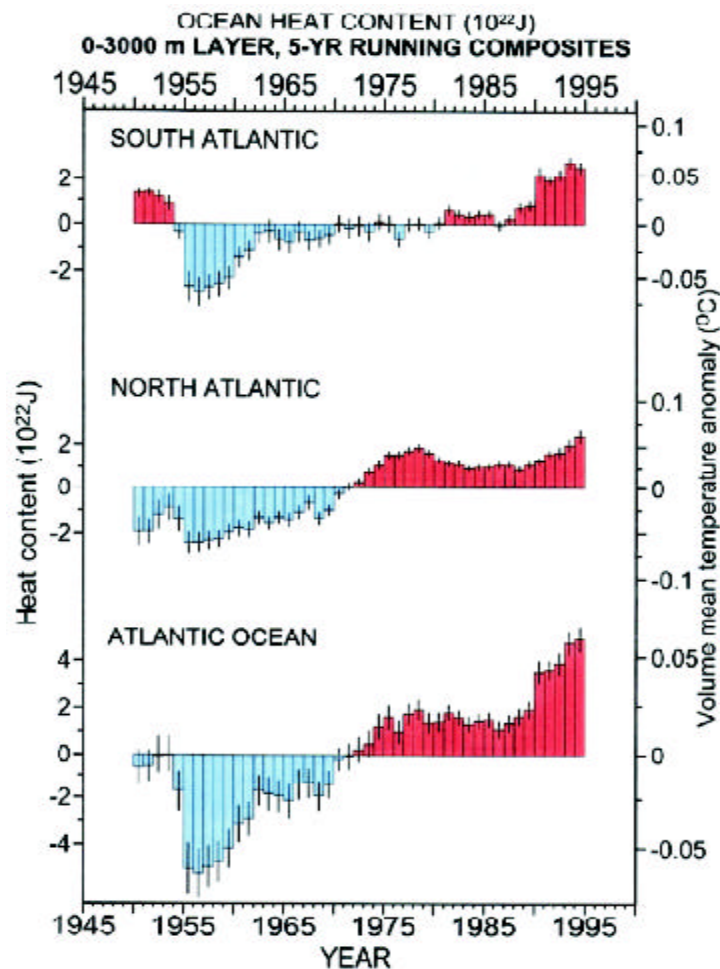 OCEAN HEAT CONTENT (10²²J)
0-3000 m LAYER, 5-YR RUNNING COMPOSITES
1945 1955 1965 1975 1985 1995
SOUTH ATLANTIC
2
0
-2
0.1
0.05
0
-0.05
NORTH ATLANTIC
2
0
-2
0.1
0
-0.1
ATLANTIC OCEAN
4
2
0
-2
-4
0.05
0
-0.05
Heat content (10²²J)
Volume mean temperature anomaly (⁰C)
1945 1955 1965 1975 1985 1995
YEAR